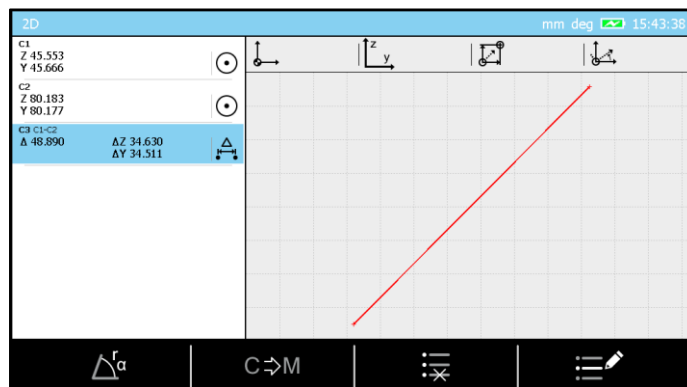 2D
mm deg 15:43:38
C1
Z 45.553
Y 45.666
C2
Z 80.183
Y 80.177
C3 C1-C2
Δ 48.890 ΔZ 34.630
ΔY 34.511
Δ
z
y
r
α
C⇨M